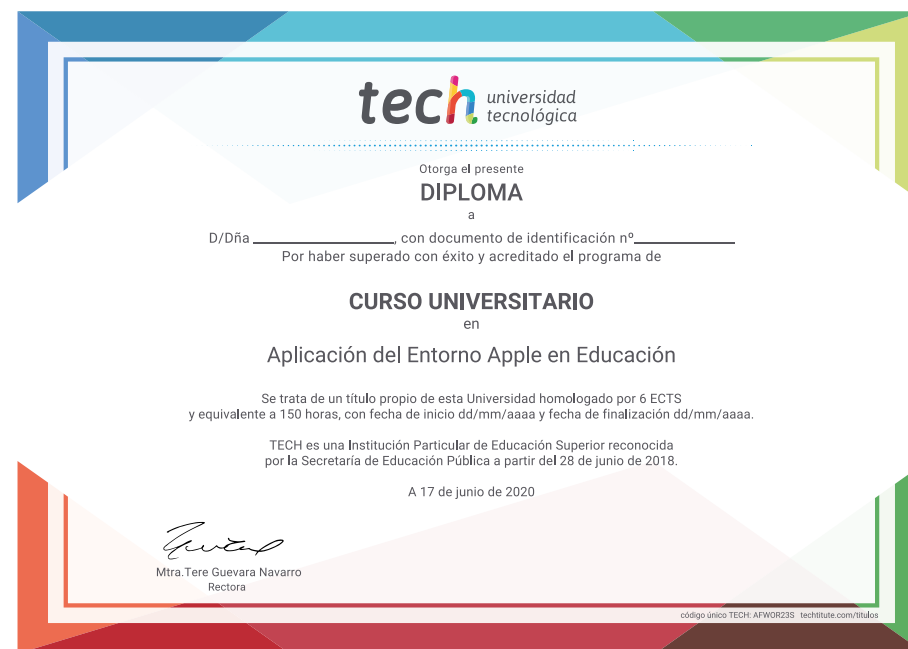 tech universidad
tecnológica
Otorga el presente
DIPLOMA
a
D/Dña ____________________, con documento de identificación nº______________
Por haber superado con éxito y acreditado el programa de
CURSO UNIVERSITARIO
en
Aplicación del Entorno Apple en Educación
Se trata de un título propio de esta Universidad homologado por 6 ECTS
y equivalente a 150 horas, con fecha de inicio dd/mm/aaaa y fecha de finalización dd/mm/aaaa.
TECH es una Institución Particular de Educación Superior reconocida
por la Secretaría de Educación Pública a partir del 28 de junio de 2018.
A 17 de junio de 2020
Mtra.Tere Guevara Navarro
Rectora
código único TECH: AFWOR23S techtitute.com/titulos